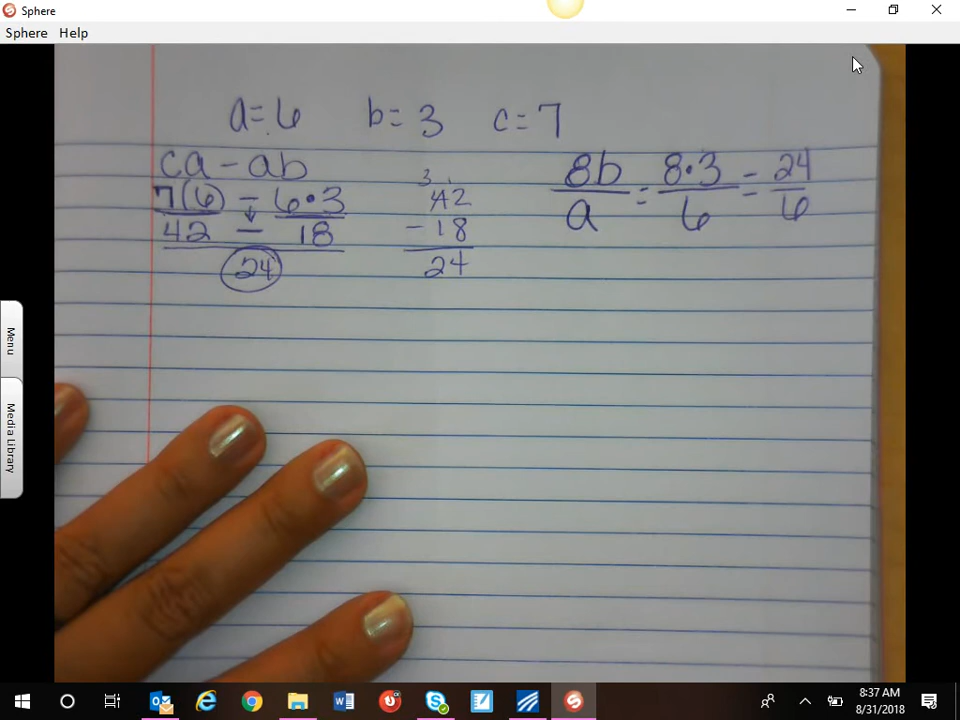 Sphere
Sphere Help
a=6 b=3 c=7
ca-ab
7(6) - 6•3
42 - 18
24
3 1
42
-18
24
8b/a = 8•3/6 = 24/6
Menu
Media Library
8:37 AM
8/31/2018